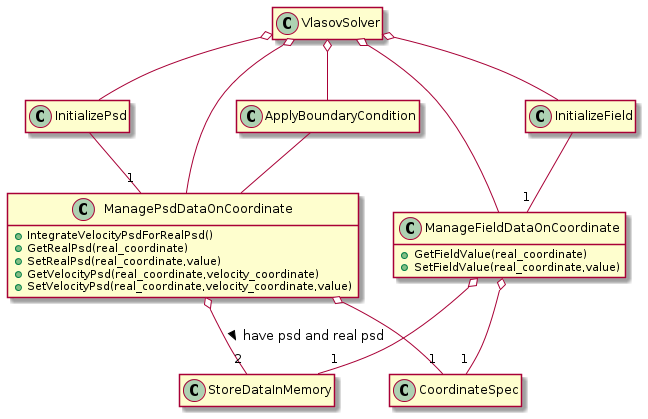 C VlasovSolver
C InitializePsd
C ApplyBoundaryCondition
C InitializeField
1
1
C ManagePsdDataOnCoordinate
IntegrateVelocityPsdForRealPsd()
GetRealPsd(real_coordinate)
SetRealPsd(real_coordinate,value)
GetVelocityPsd(real_coordinate,velocity_coordinate)
SetVelocityPsd(real_coordinate,velocity_coordinate,value)
C ManageFieldDataOnCoordinate
GetFieldValue(real_coordinate)
SetFieldValue(real_coordinate,value)
have psd and real psd
2
1
1
1
C StoreDataInMemory
C CoordinateSpec